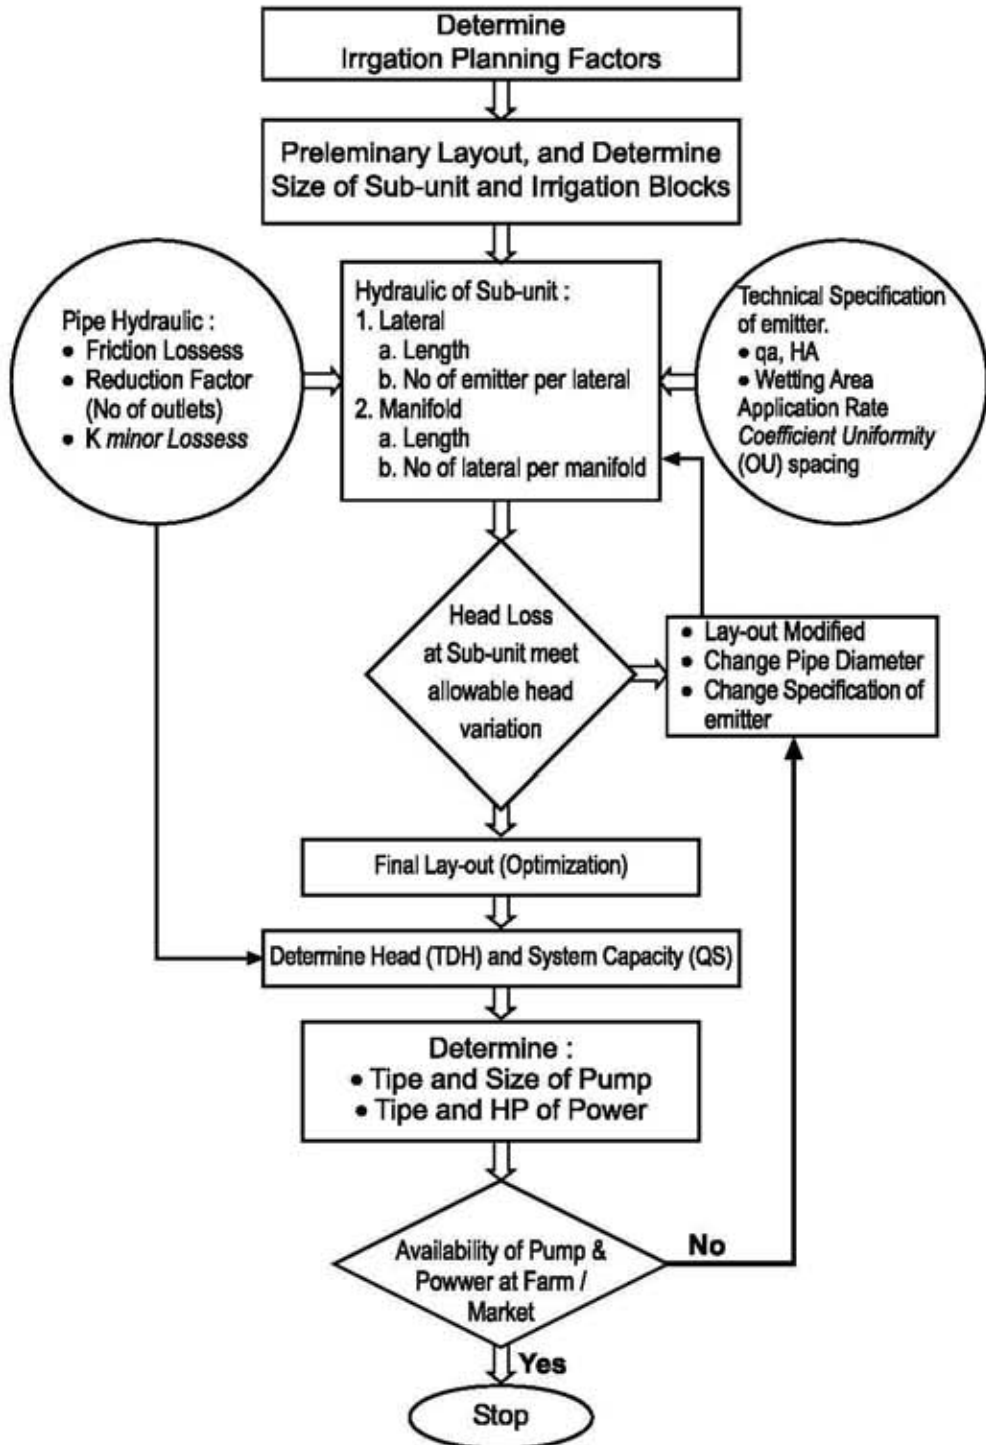 Determine
Irrgation Planning Factors
Preleminary Layout, and Determine
Size of Sub-unit and Irrigation Blocks
Pipe Hydraulic :
• Friction Lossess
• Reduction Factor
(No of outlets)
• K minor Lossess
Hydraulic of Sub-unit :
1. Lateral
a. Length
b. No of emitter per lateral
2. Manifold
a. Length
b. No of lateral per manifold
Technical Specification
of emitter.
• qa, HA
• Wetting Area
Application Rate
Coefficient Uniformity
(OU) spacing
Head Loss
at Sub-unit meet
allowable head
variation
• Lay-out Modified
• Change Pipe Diameter
• Change Specification of
emitter
Final Lay-out (Optimization)
Determine Head (TDH) and System Capacity (QS)
Determine :
• Tipe and Size of Pump
• Tipe and HP of Power
Availability of Pump &
Powwer at Farm /
Market
No
Yes
Stop